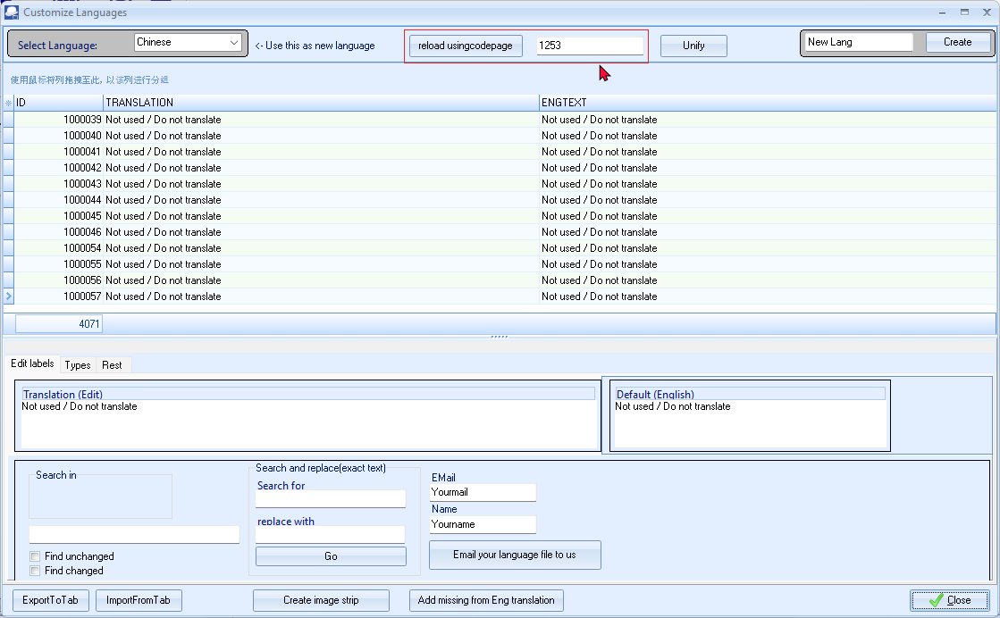 Customize Languages
Select Language: Chinese <- Use this as new language reload usingcodepage 1253 Unify New Lang Create
使用鼠标将列拖拽至此, 以该列进行分组
ID TRANSLATION ENGTEXT
1000039 Not used / Do not translate Not used / Do not translate
1000040 Not used / Do not translate Not used / Do not translate
1000041 Not used / Do not translate Not used / Do not translate
1000042 Not used / Do not translate Not used / Do not translate
1000043 Not used / Do not translate Not used / Do not translate
1000044 Not used / Do not translate Not used / Do not translate
1000045 Not used / Do not translate Not used / Do not translate
1000046 Not used / Do not translate Not used / Do not translate
1000054 Not used / Do not translate Not used / Do not translate
1000055 Not used / Do not translate Not used / Do not translate
1000056 Not used / Do not translate Not used / Do not translate
1000057 Not used / Do not translate Not used / Do not translate
4071
Edit labels Types Rest
Translation (Edit) Default (English)
Not used / Do not translate Not used / Do not translate
Search in
Search and replace(exact text)
Search for
replace with
Go
EMail
Yourmail
Name
Yourname
Email your language file to us
Find unchanged
Find changed
ExportToTab ImportFromTab Create image strip Add missing from Eng translation Close